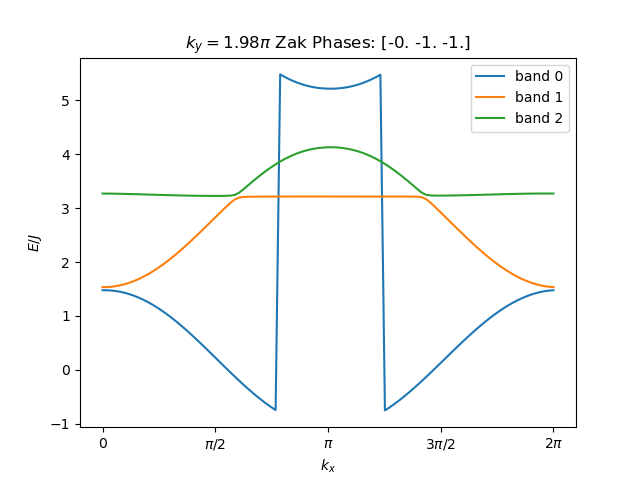 k_y = 1.98π Zak Phases: [-0. -1. -1.]
band 0
band 1
band 2
5
4
3
2
1
0
−1
E/J
0 π/2 π 3π/2 2π
k_x